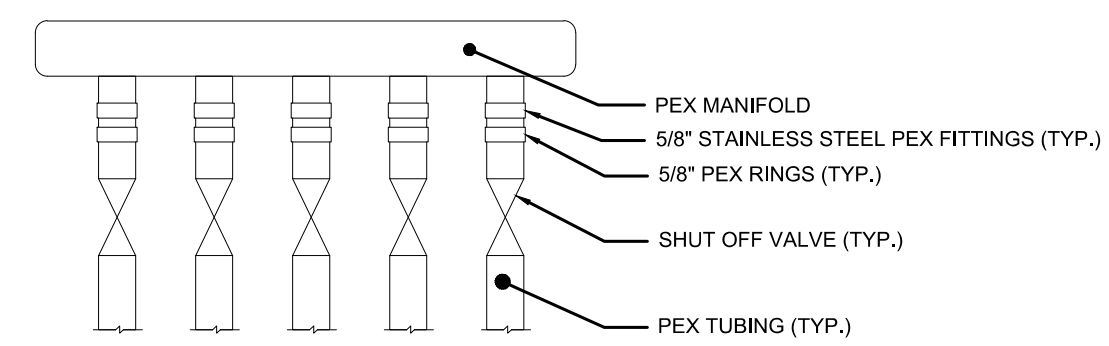 PEX MANIFOLD
5/8" STAINLESS STEEL PEX FITTINGS (TYP.)
5/8" PEX RINGS (TYP.)
SHUT OFF VALVE (TYP.)
PEX TUBING (TYP.)